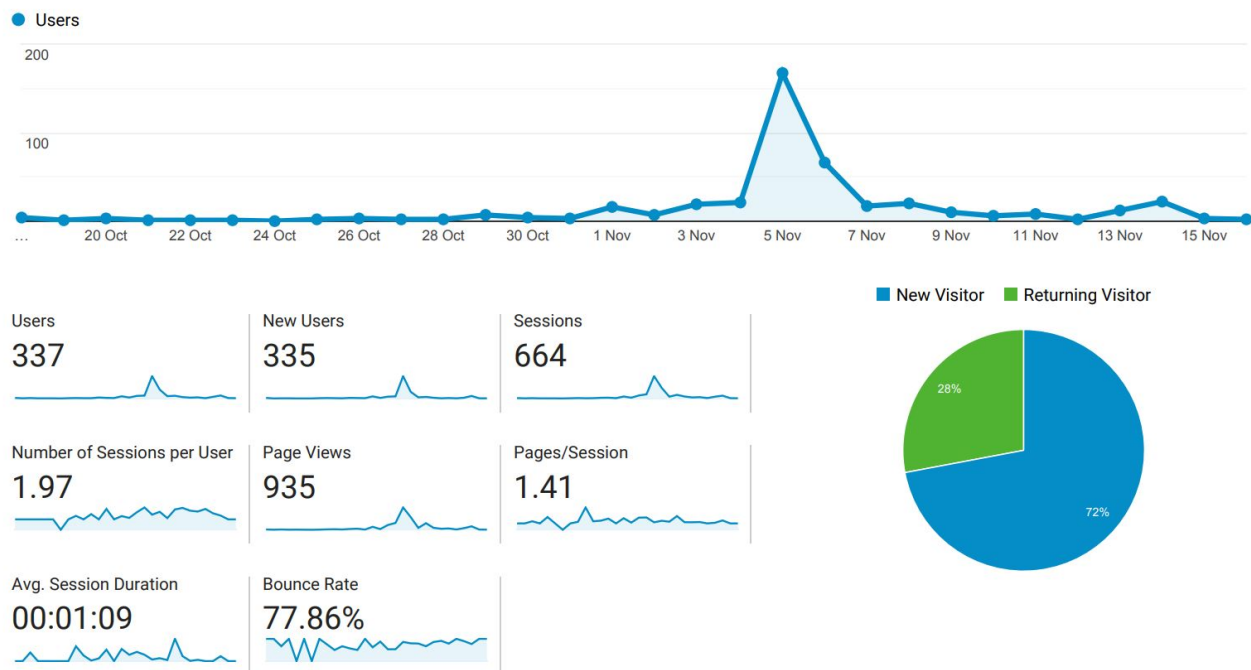 Users
200
100
... 20 Oct 22 Oct 24 Oct 26 Oct 28 Oct 30 Oct 1 Nov 3 Nov 5 Nov 7 Nov 9 Nov 11 Nov 13 Nov 15 Nov
New Visitor Returning Visitor
Users New Users Sessions
337 335 664
Number of Sessions per User Page Views Pages/Session
1.97 935 1.41
Avg. Session Duration Bounce Rate
00:01:09 77.86%
28%
72%